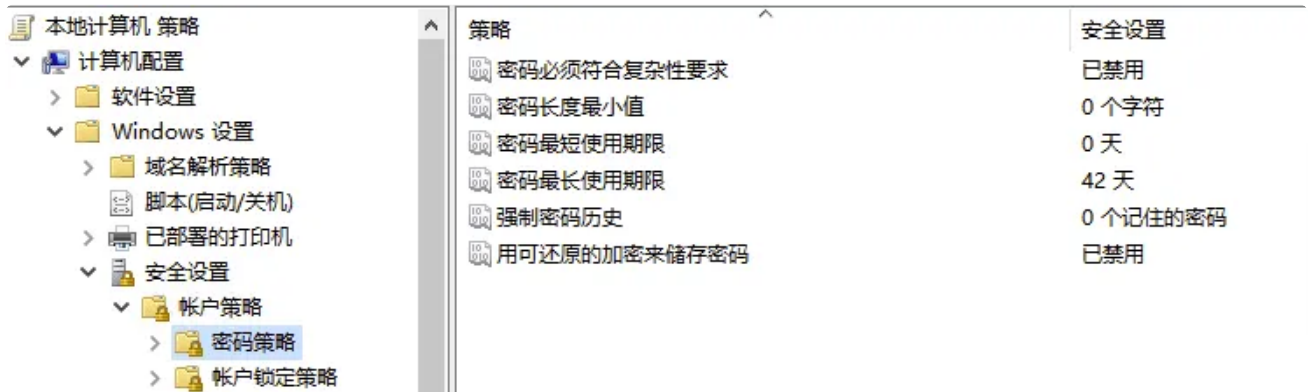 本地计算机 策略
计算机配置
软件设置
Windows 设置
域名解析策略
脚本(启动/关机)
已部署的打印机
安全设置
帐户策略
密码策略
帐户锁定策略
策略 安全设置
密码必须符合复杂性要求 已禁用
密码长度最小值 0 个字符
密码最短使用期限 0 天
密码最长使用期限 42 天
强制密码历史 0 个记住的密码
用可还原的加密来储存密码 已禁用